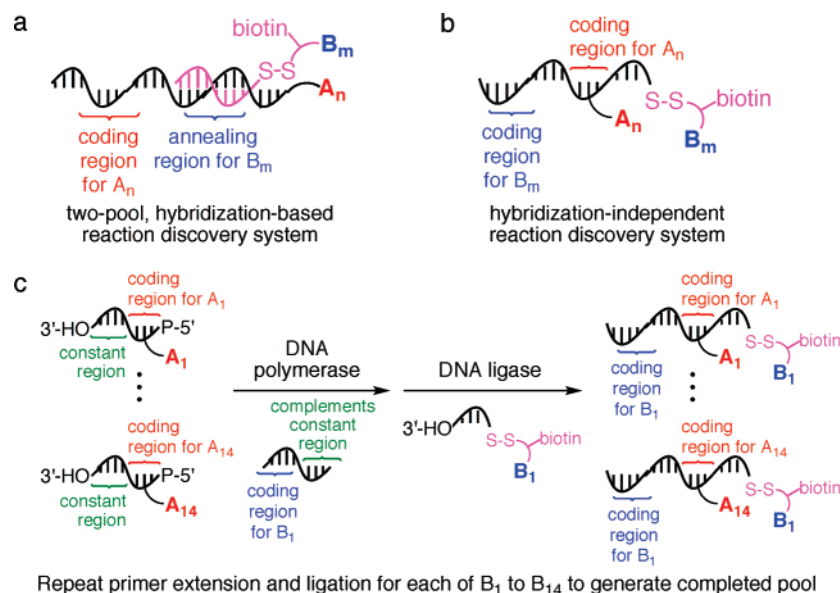 a
biotin
B_m
S-S
A_n
coding
region
for A_n
annealing
region for B_m
two-pool, hybridization-based
reaction discovery system
b
coding
region for A_n
S-S
biotin
A_n
B_m
coding
region
for B_m
hybridization-independent
reaction discovery system
c
coding
region for A_1
3'-HO
P-5'
constant
region
A_1
coding
region for A_14
3'-HO
P-5'
constant
region
A_14
DNA
polymerase
complements
constant
region
coding
region
for B_1
DNA ligase
3'-HO
S-S
biotin
B_1
coding
region for A_1
S-S
biotin
A_1
B_1
coding
region
for B_1
coding
region for A_14
S-S
biotin
A_14
B_1
coding
region
for B_1
Repeat primer extension and ligation for each of B_1 to B_14 to generate completed pool